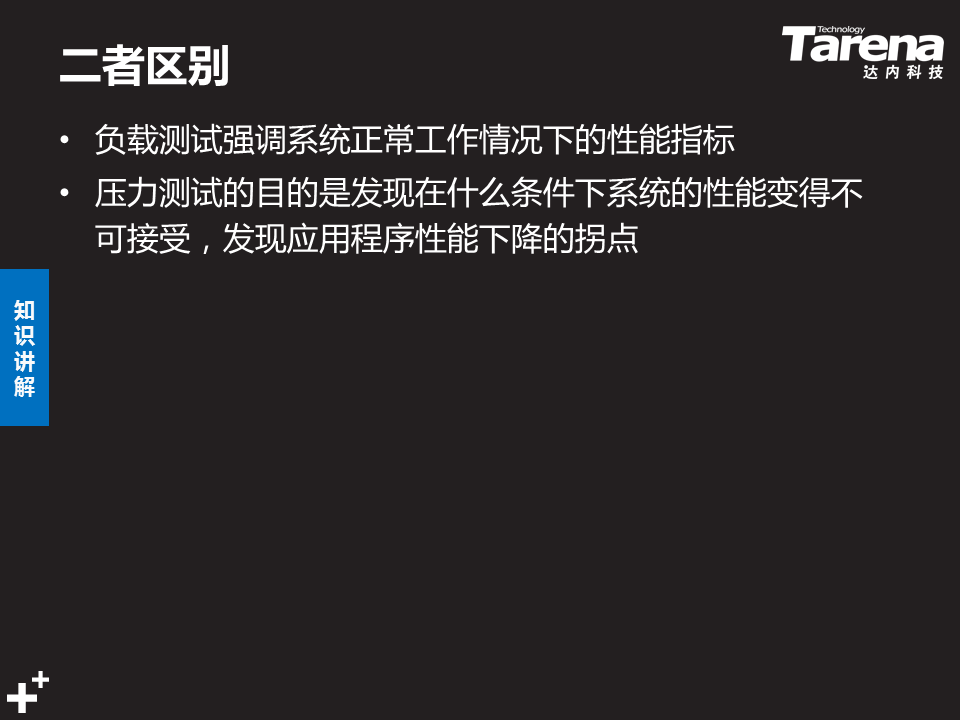 二者区别
Technology
Tarena
达内科技
• 负载测试强调系统正常工作情况下的性能指标
• 压力测试的目的是发现在什么条件下系统的性能变得不
可接受，发现应用程序性能下降的拐点
知
识
讲
解